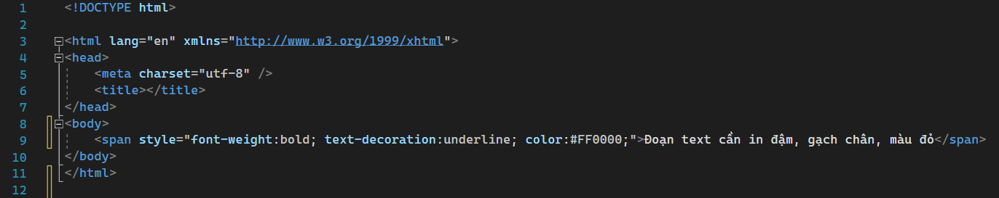 1 <!DOCTYPE html>
2
3 <html lang="en" xmlns="http://www.w3.org/1999/xhtml">
4 <head>
5 <meta charset="utf-8" />
6 <title></title>
7 </head>
8 <body>
9 <span style="font-weight:bold; text-decoration:underline; color:#FF0000;">Đoạn text cần in đậm, gạch chân, màu đỏ</span>
10 </body>
11 </html>
12